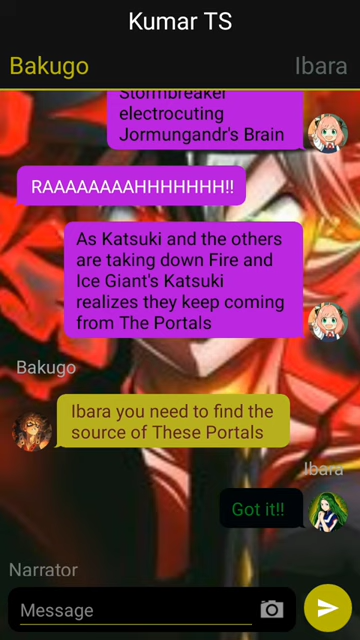 Kumar TS
Bakugo
Ibara
Stormbreaker
electrocuting
Jormungandr's Brain
RAAAAAAAAHHHHHHH!!
As Katsuki and the others
are taking down Fire and
Ice Giant's Katsuki
realizes they keep coming
from The Portals
Bakugo
Ibara you need to find the
source of These Portals
Ibara
Got it!!
Narrator
Message